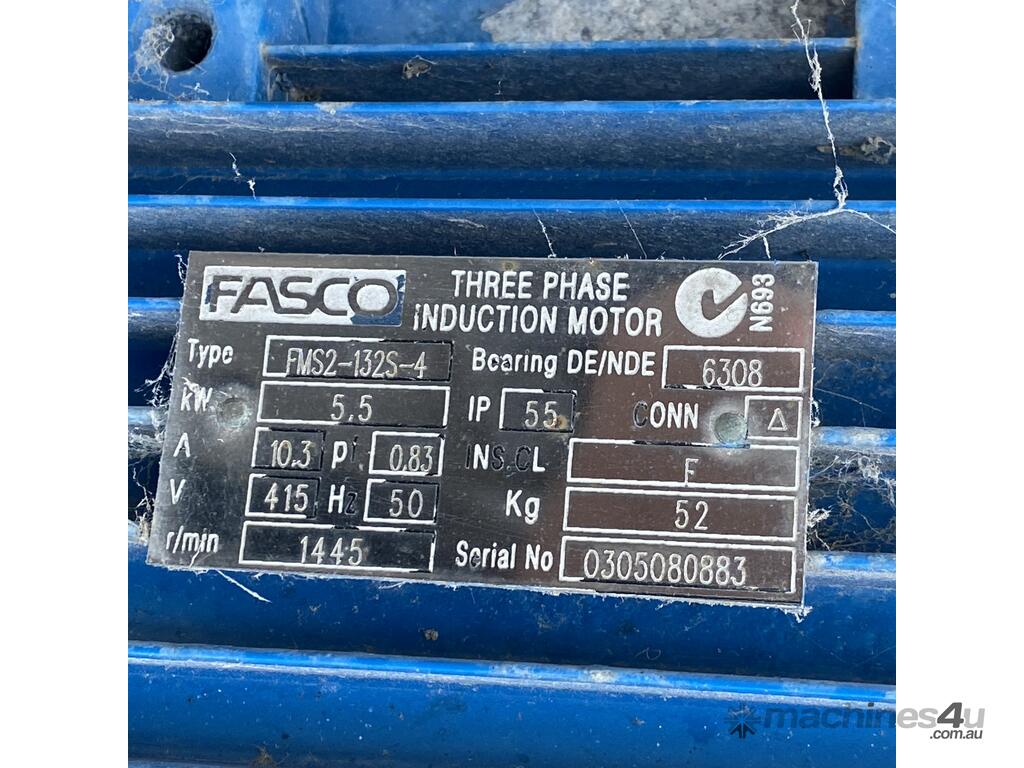 FASCO THREE PHASE
INDUCTION MOTOR N693
Type FMS2-132S-4 Bearing DE/NDE 6308
kW 5.5 IP 55 CONN Δ
A 10.3 pf 0.83 INS.CL F
V 415 Hz 50 Kg 52
r/min 1445 Serial No 0305080883
machines4u
.com.au